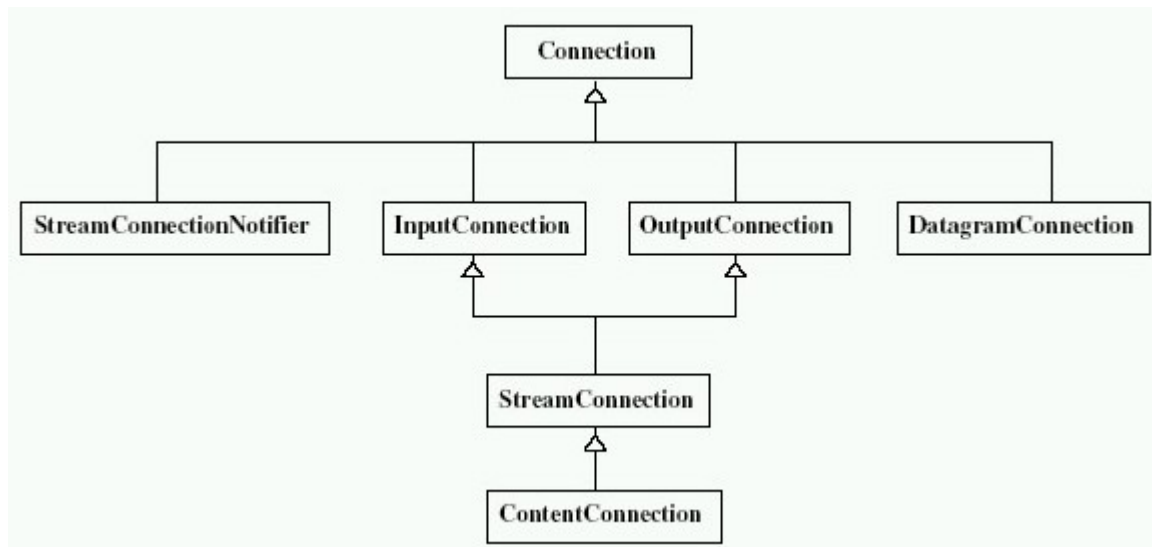 Connection
StreamConnectionNotifier
InputConnection
OutputConnection
DatagramConnection
StreamConnection
ContentConnection